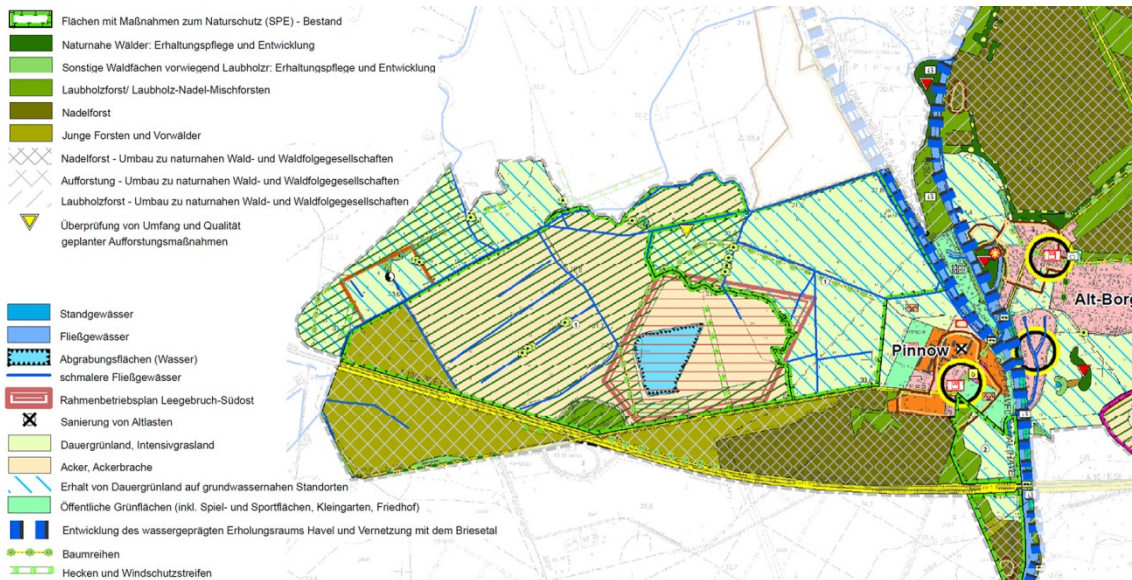 Flächen mit Maßnahmen zum Naturschutz (SPE) - Bestand
Naturnahe Wälder: Erhaltungspflege und Entwicklung
Sonstige Waldfächen vorwiegend Laubholzr: Erhaltungspflege und Entwicklung
Laubholzforst/ Laubholz-Nadel-Mischforsten
Nadelforst
Junge Forsten und Vorwälder
Nadelforst - Umbau zu naturnahen Wald- und Waldfolgegesellschaften
Aufforstung - Umbau zu naturnahen Wald- und Waldfolgegesellschaften
Laubholzforst - Umbau zu naturnahen Wald- und Waldfolgegesellschaften
Überprüfung von Umfang und Qualität
geplanter Aufforstungsmaßnahmen
Standgewässer
Fließgewässer
Abgrabungsflächen (Wasser)
schmalere Fließgewässer
Rahmenbetriebsplan Leegebruch-Südost
Sanierung von Altlasten
Dauergrünland, Intensivgrasland
Acker, Ackerbrache
Erhalt von Dauergrünland auf grundwassernahen Standorten
Öffentliche Grünflächen (inkl. Spiel- und Sportflächen, Kleingarten, Friedhof)
Entwicklung des wassergeprägten Erholungsraums Havel und Vernetzung mit dem Briesetal
Baumreihen
Hecken und Windschutzstreifen
Alt-Borg
Pinnow
1
1
2